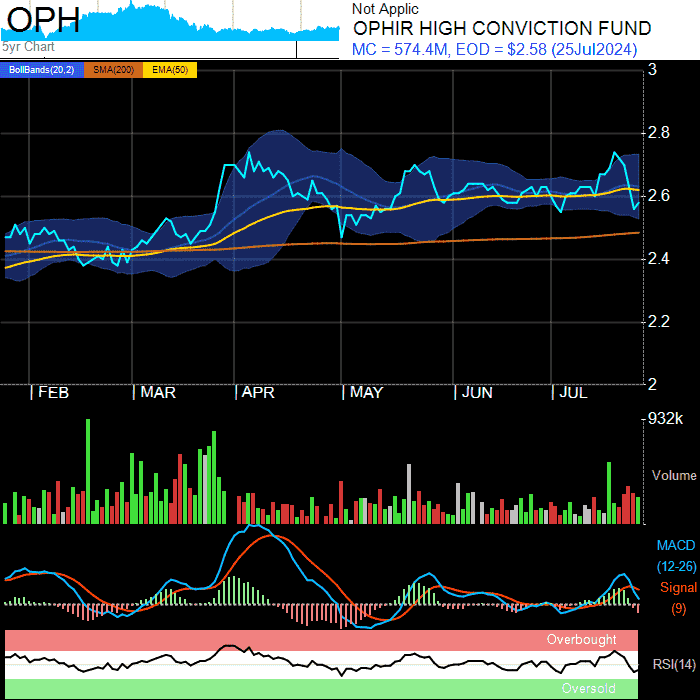 OPH
5yr Chart
Not Applic
OPHIR HIGH CONVICTION FUND
MC = 574.4M, EOD = $2.58 (25Jul2024)
BollBands(20,2) SMA(200) EMA(50)
3
2.8
2.6
2.4
2.2
2
FEB MAR APR MAY JUN JUL
932k
Volume
MACD
(12-26)
Signal
(9)
Overbought
RSI(14)
Oversold